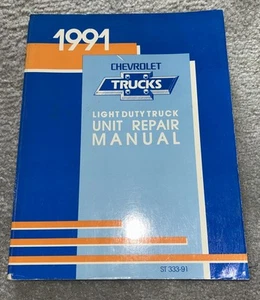 1991
CHEVROLET
TRUCKS
LIGHT DUTY TRUCK
UNIT REPAIR
MANUAL
ST 333-91